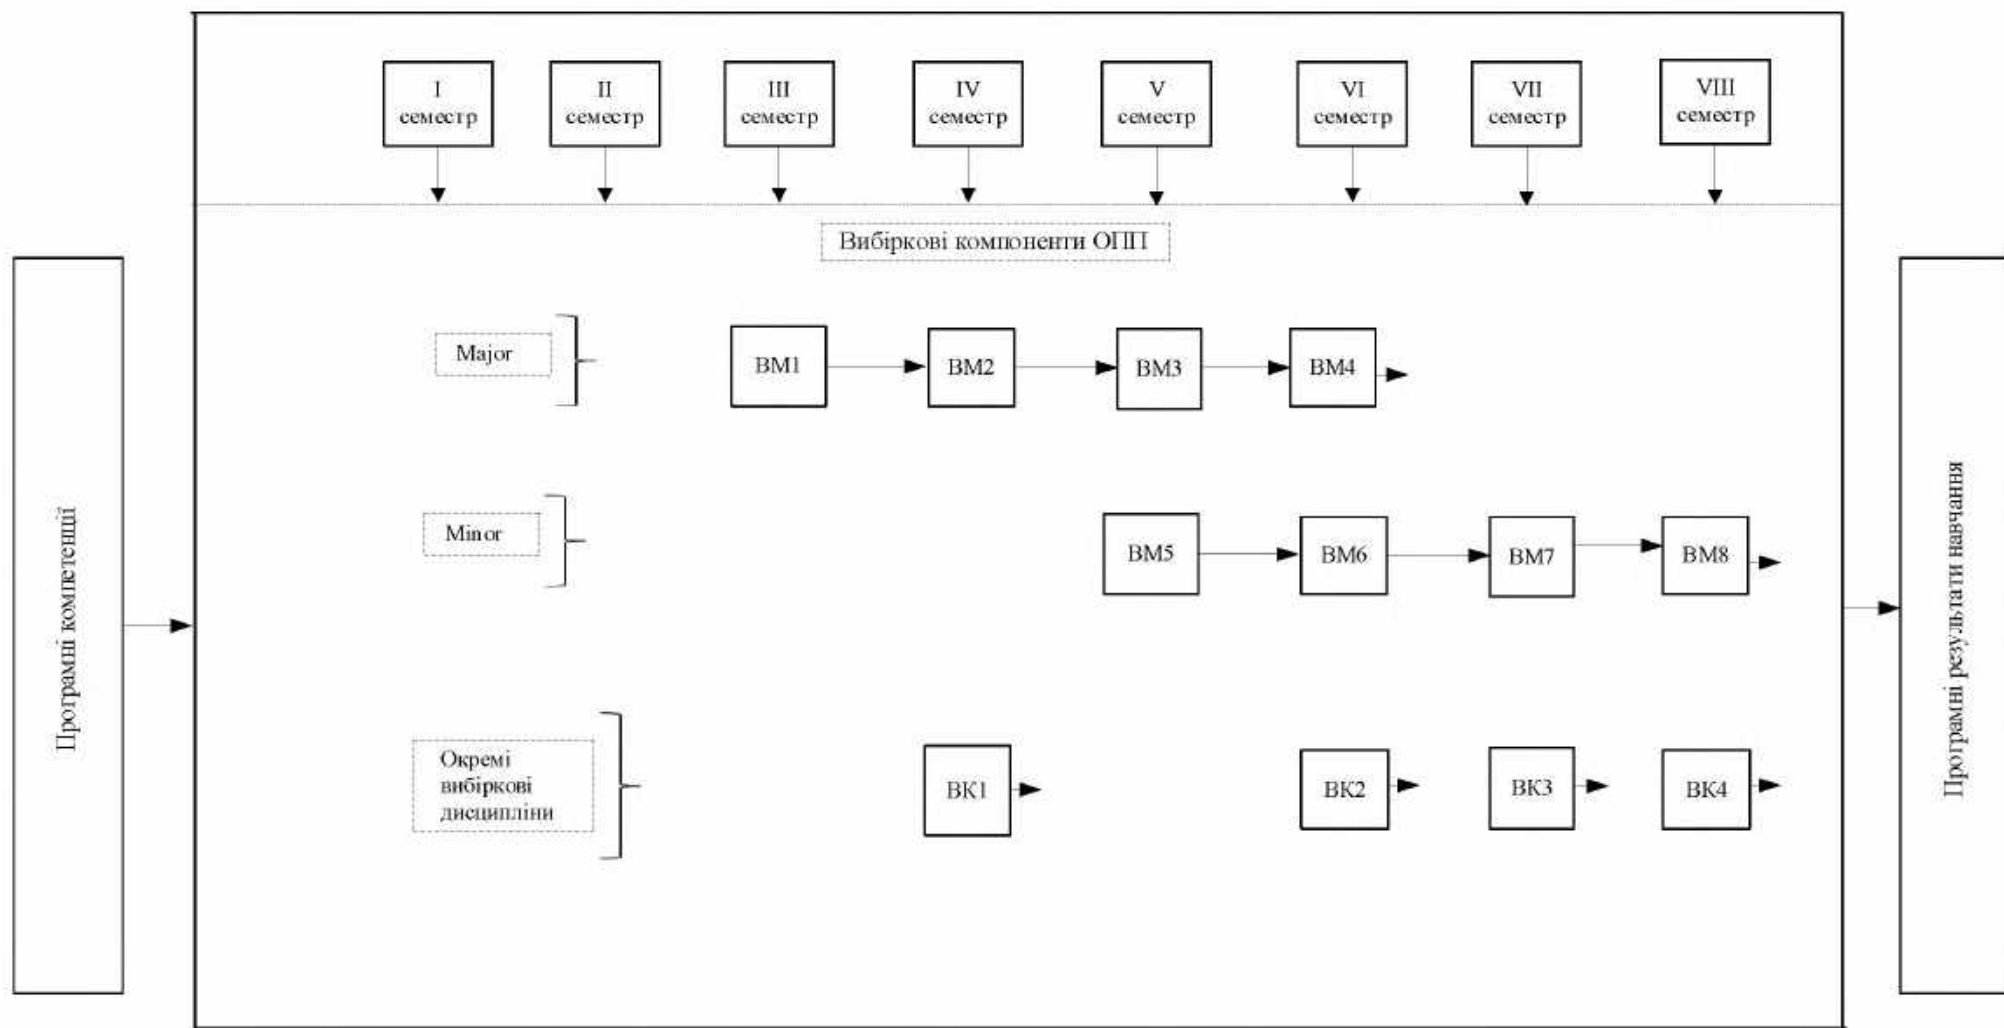 I
семестр
II
семестр
III
семестр
IV
семестр
V
семестр
VI
семестр
VII
семестр
VIII
семестр
Вибіркові компоненти ОПП
Програмні компетенції
Major
ВМ1
ВМ2
ВМ3
ВМ4
Minor
ВМ5
ВМ6
ВМ7
ВМ8
Окремі
вибіркові
дисципліни
ВК1
ВК2
ВК3
ВК4
Програмні результати навчання